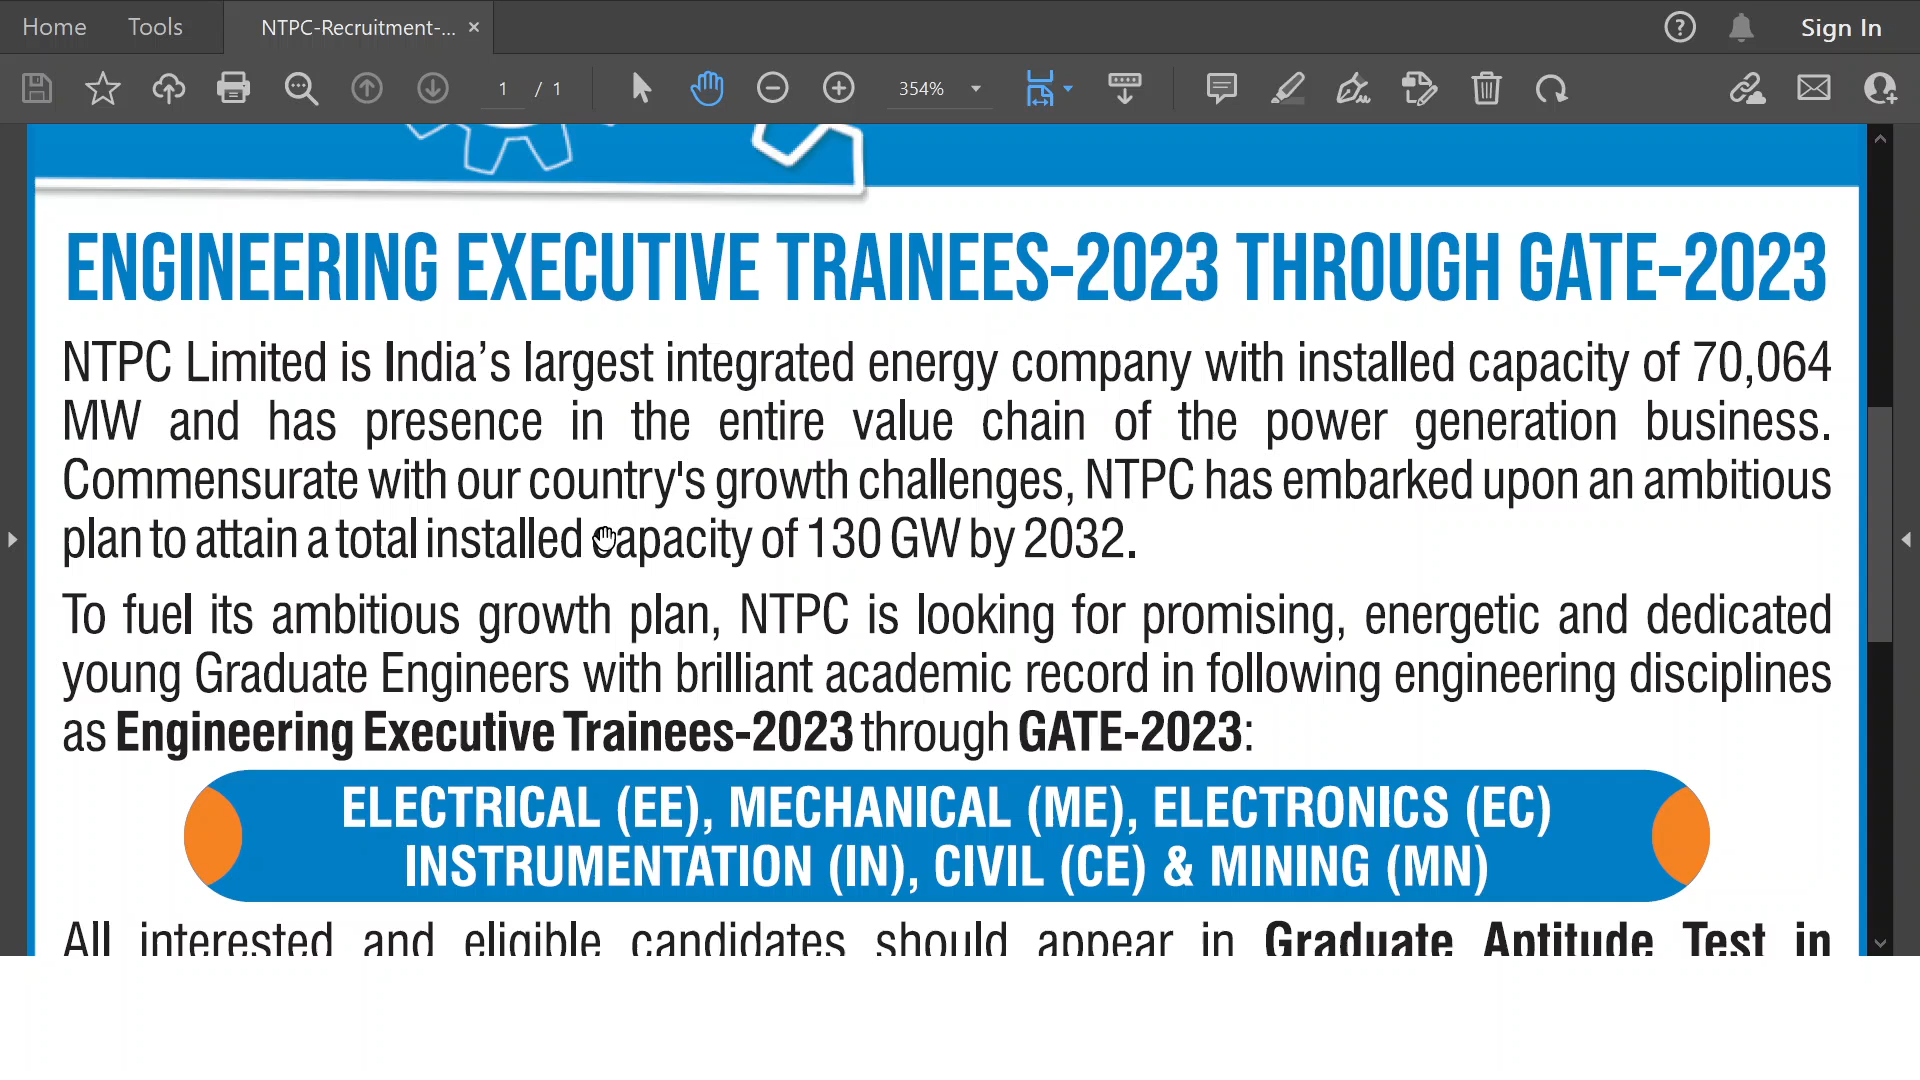 Home Tools NTPC-Recruitment-... × ? Sign In
1 / 1 354%
ENGINEERING EXECUTIVE TRAINEES-2023 THROUGH GATE-2023
NTPC Limited is India’s largest integrated energy company with installed capacity of 70,064
MW and has presence in the entire value chain of the power generation business.
Commensurate with our country's growth challenges, NTPC has embarked upon an ambitious
plan to attain a total installed capacity of 130 GW by 2032.
To fuel its ambitious growth plan, NTPC is looking for promising, energetic and dedicated
young Graduate Engineers with brilliant academic record in following engineering disciplines
as Engineering Executive Trainees-2023 through GATE-2023:
ELECTRICAL (EE), MECHANICAL (ME), ELECTRONICS (EC)
INSTRUMENTATION (IN), CIVIL (CE) & MINING (MN)
All interested and eligible candidates should appear in Graduate Aptitude Test in